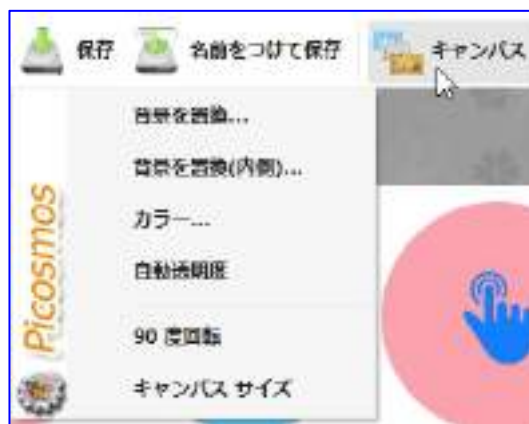 保存 名前をつけて保存 キャンバス
背景を置換...
背景を置換(内側)...
カラー...
自動透明度
90 度回転
キャンバス サイズ
Picosmos